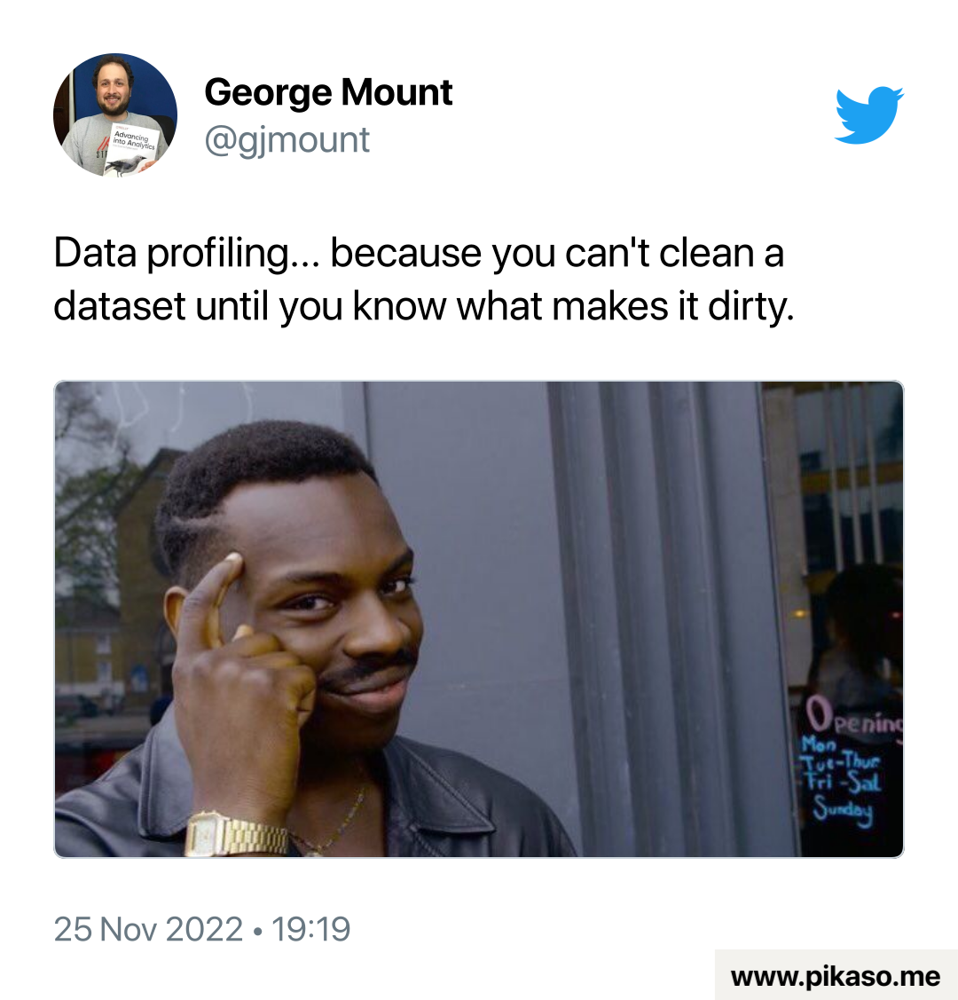 George Mount
@gjmount
Advancing
into Analytics
Data profiling... because you can't clean a
dataset until you know what makes it dirty.
Opening
Mon
Tue-Thur
Fri -Sat
Sunday
25 Nov 2022 • 19:19
www.pikaso.me